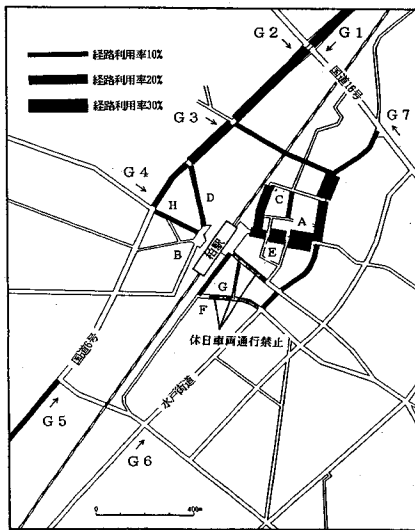 経路利用率10%
経路利用率20%
経路利用率30%
G2
G1
国道16号
G3
G7
G4
H
D
C
A
B
柏駅
E
G
F
休日車両通行禁止
国道6号
水戸街道
G5
G6
0
400m